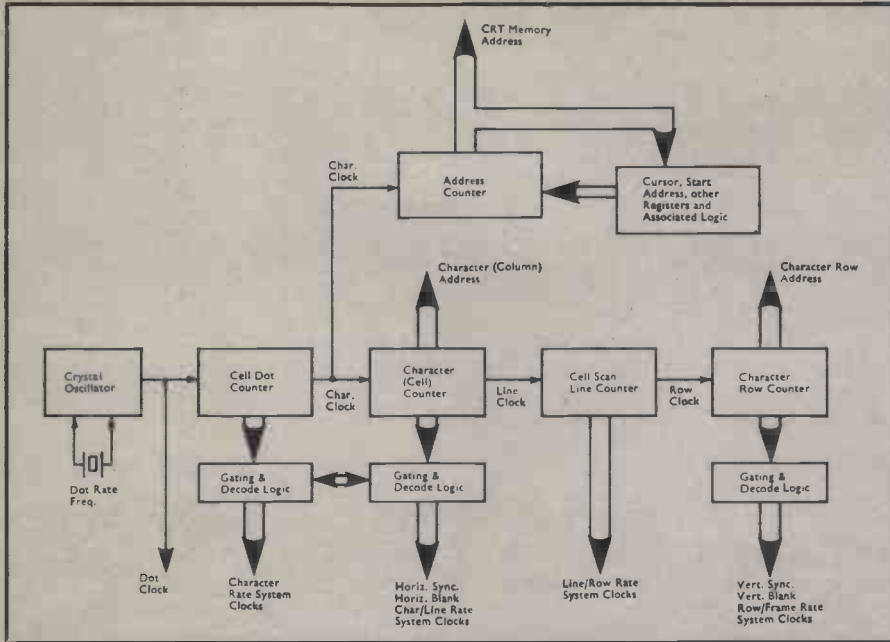 CRT Memory
Address
Char.
Clock
Address
Counter
Cursor, Start
Address, other
Registers and
Associated Logic
Character (Column)
Address
Character Row
Address
Crystal
Oscillator
Cell Dot
Counter
Char.
Clock
Character
(Cell)
Counter
Line
Clock
Cell Scan
Line Counter
Row
Clock
Character
Row Counter
Dot Rate
Freq.
Gating &
Decode Logic
Gating &
Decode Logic
Gating &
Decode Logic
Dot
Clock
Character
Rate System
Clocks
Horiz. Sync.
Horiz. Blank
Char/Line Rate
System Clocks
Line/Row Rate
System Clocks
Vert. Sync.
Vert. Blank
Row/Frame Rate
System Clocks